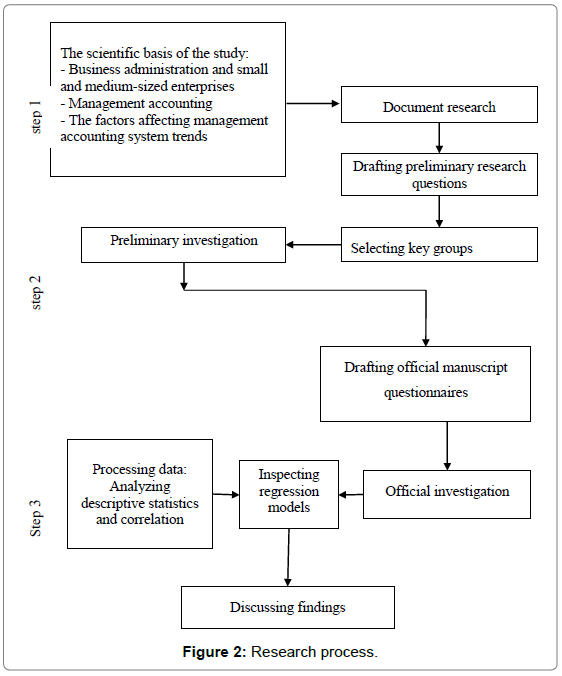 step 1
The scientific basis of the study:
- Business administration and small
and medium-sized enterprises
- Management accounting
- The factors affecting management
accounting system trends
Document research
Drafting preliminary research
questions
step 2
Preliminary investigation
Selecting key groups
Drafting official manuscript
questionnaires
Step 3
Processing data:
Analyzing
descriptive statistics
and correlation
Inspecting
regression
models
Official investigation
Discussing findings
Figure 2: Research process.